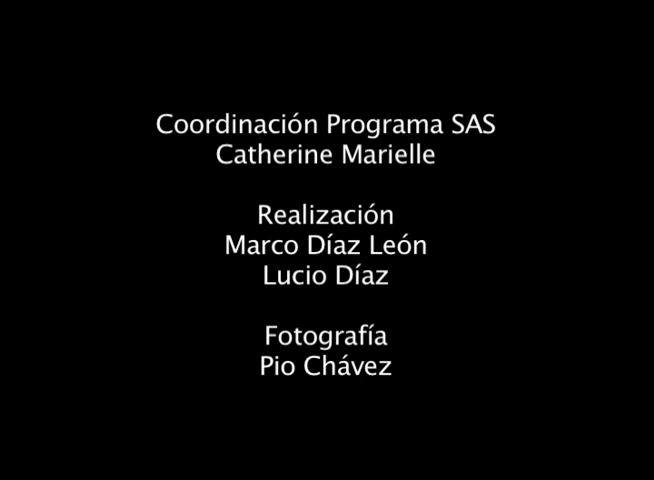 Coordinación Programa SAS
Catherine Marielle
Realización
Marco Díaz León
Lucio Díaz
Fotografía
Pio Chávez